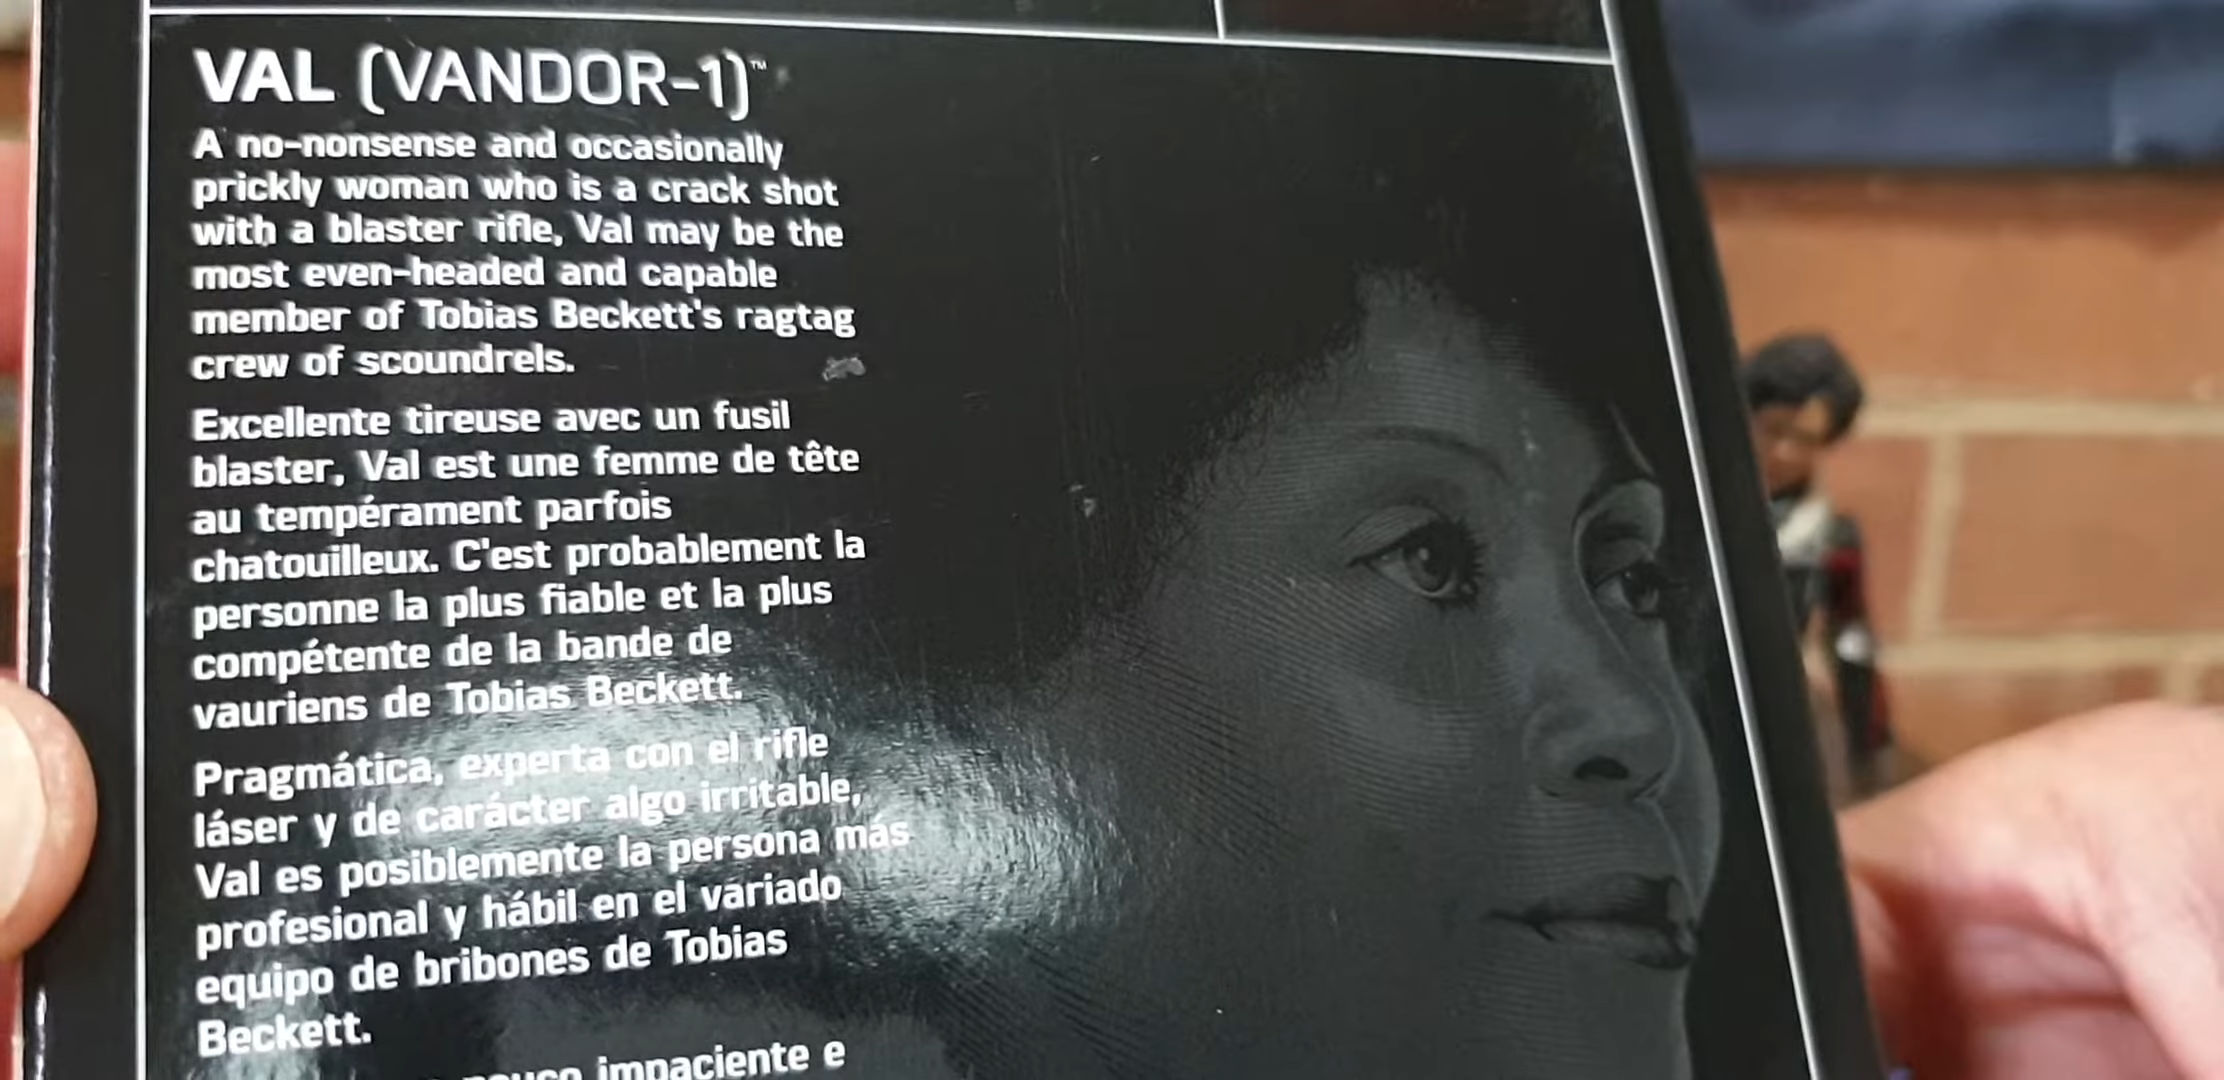 VAL (VANDOR-1)™
A no-nonsense and occasionally
prickly woman who is a crack shot
with a blaster rifle, Val may be the
most even-headed and capable
member of Tobias Beckett's ragtag
crew of scoundrels.
Excellente tireuse avec un fusil
blaster, Val est une femme de tête
au tempérament parfois
chatouilleux. C'est probablement la
personne la plus fiable et la plus
compétente de la bande de
vauriens de Tobias Beckett.
Pragmática, experta con el rifle
láser y de carácter algo irritable,
Val es posiblemente la persona más
profesional y hábil en el variado
equipo de bribones de Tobias
Beckett.
pouco impaciente e